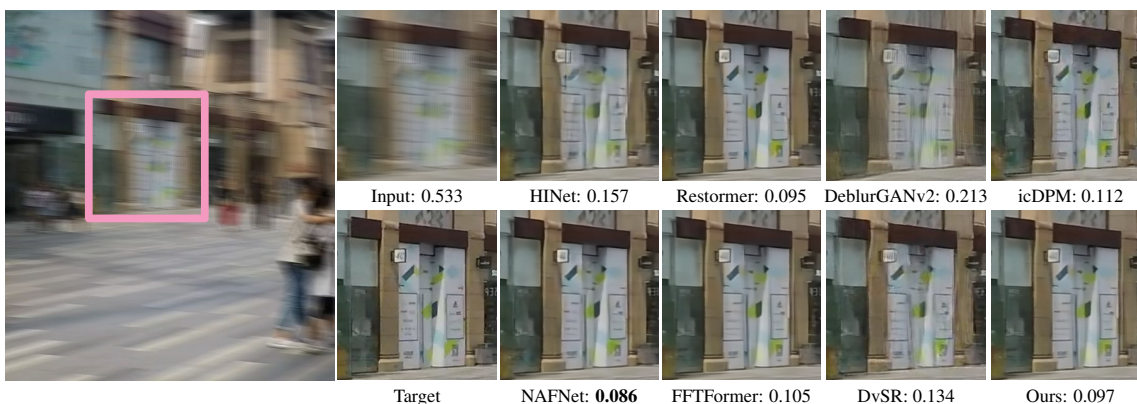 Input: 0.533 HINet: 0.157 Restormer: 0.095 DeblurGANv2: 0.213 icDPM: 0.112
Target NAFNet: 0.086 FFTFormer: 0.105 DvSR: 0.134 Ours: 0.097